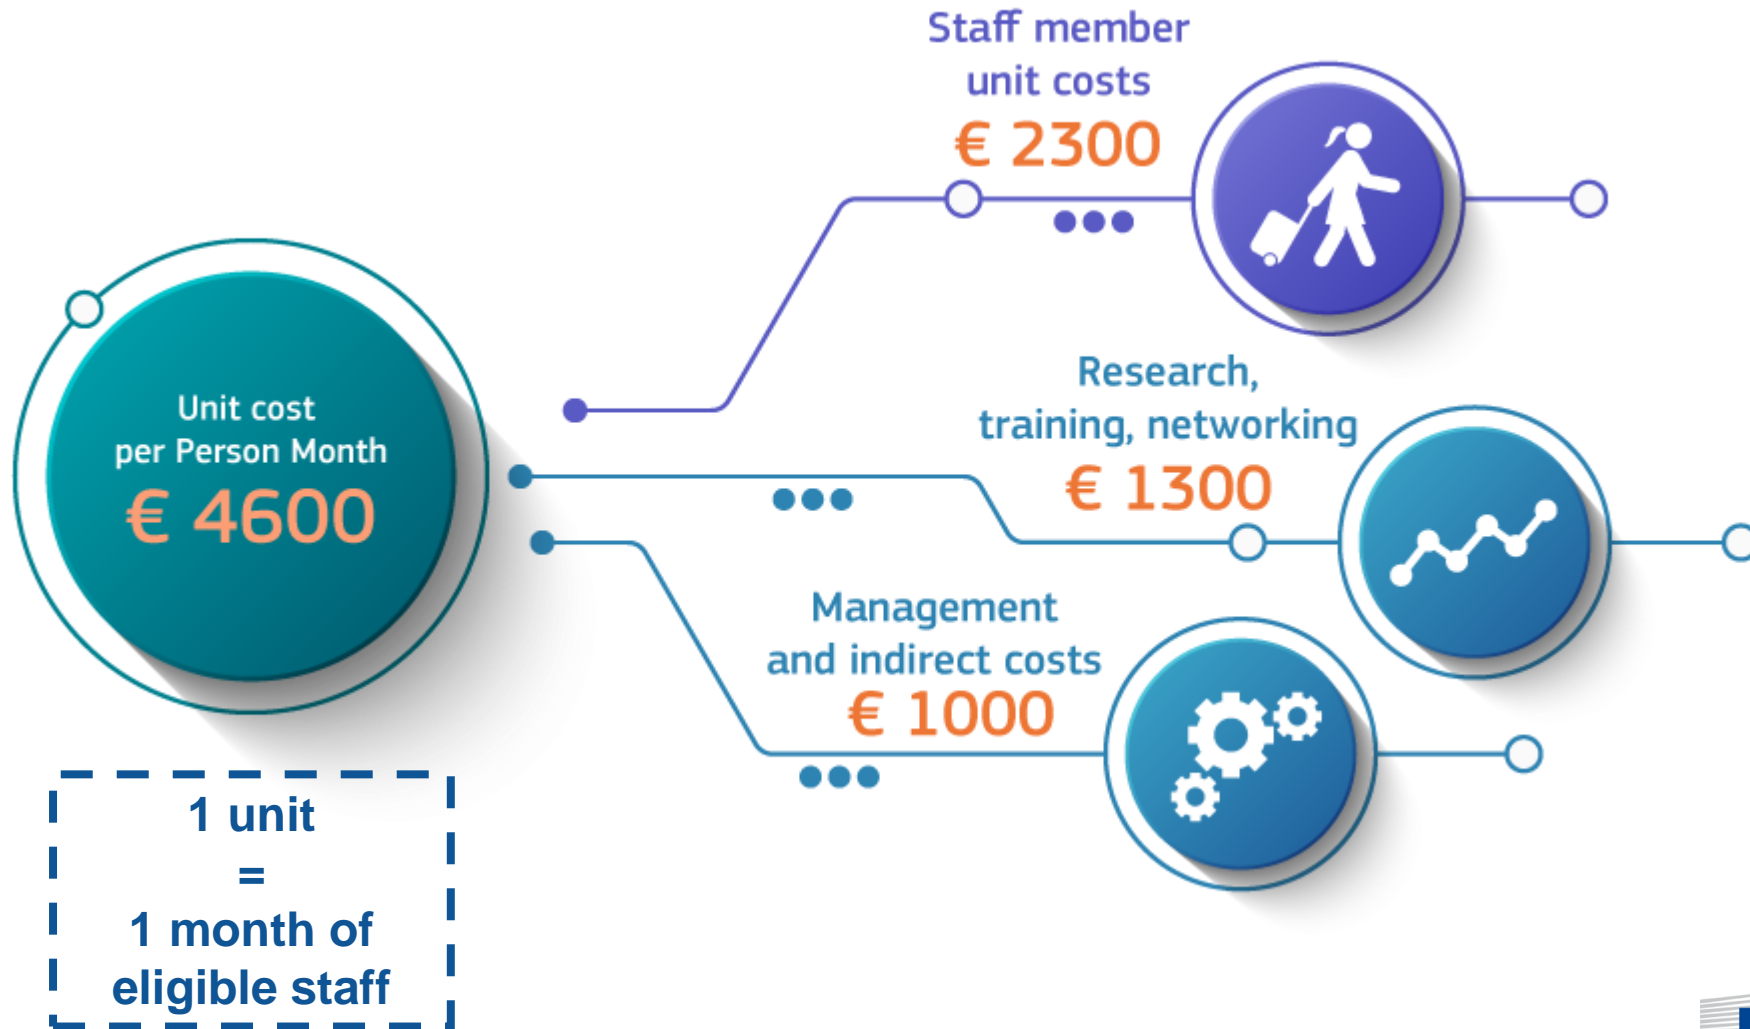 Staff member
unit costs
€ 2300
Unit cost
per Person Month
€ 4600
Research,
training, networking
€ 1300
Management
and indirect costs
€ 1000
1 unit
=
1 month of
eligible staff